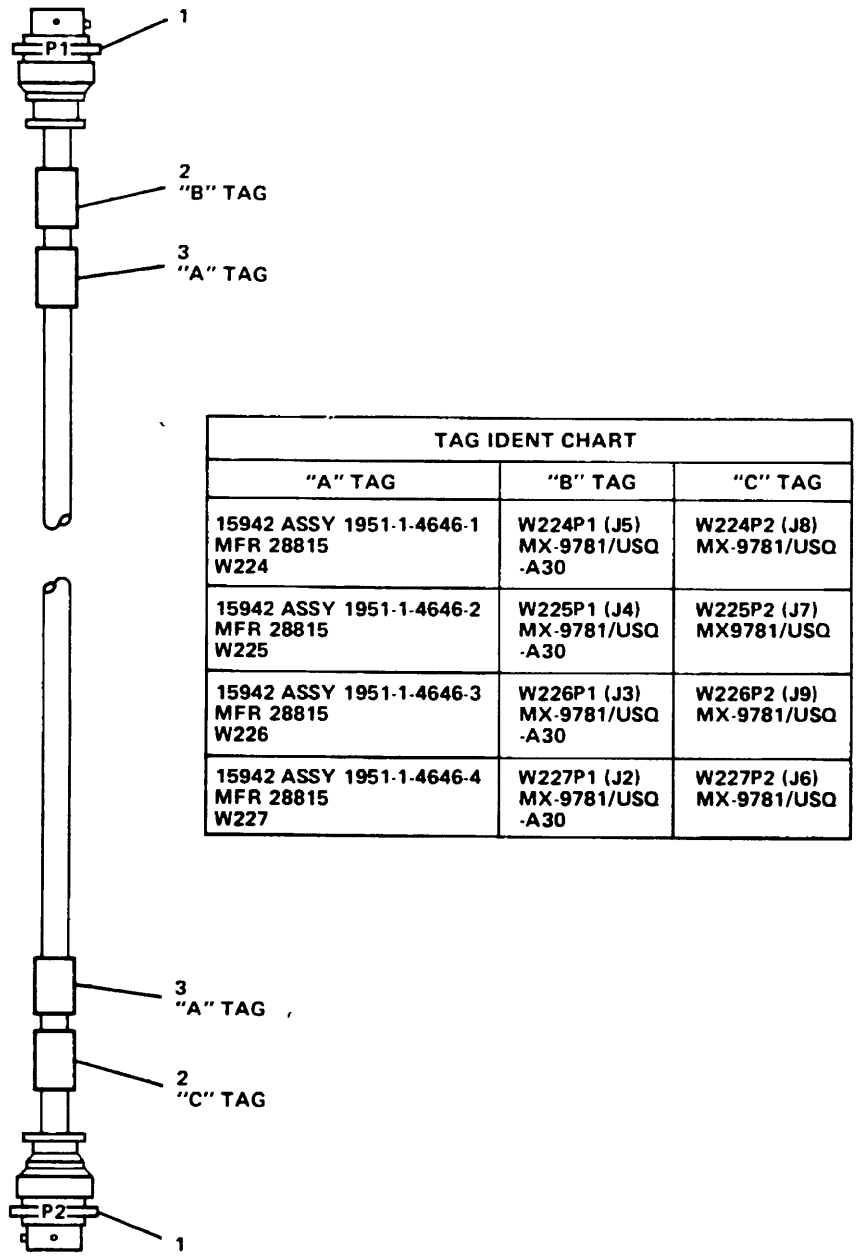 1
P1
2
"B" TAG
3
"A" TAG
TAG IDENT CHART
"A" TAG "B" TAG "C" TAG
15942 ASSY 1951-1-4646-1
MFR 28815
W224
W224P1 (J5)
MX-9781/USQ
-A30
W224P2 (J8)
MX-9781/USQ
15942 ASSY 1951-1-4646-2
MFR 28815
W225
W225P1 (J4)
MX-9781/USQ
-A30
W225P2 (J7)
MX9781/USQ
15942 ASSY 1951-1-4646-3
MFR 28815
W226
W226P1 (J3)
MX-9781/USQ
-A30
W226P2 (J9)
MX-9781/USQ
15942 ASSY 1951-1-4646-4
MFR 28815
W227
W227P1 (J2)
MX-9781/USQ
-A30
W227P2 (J6)
MX-9781/USQ
3
"A" TAG
2
"C" TAG
P2
1